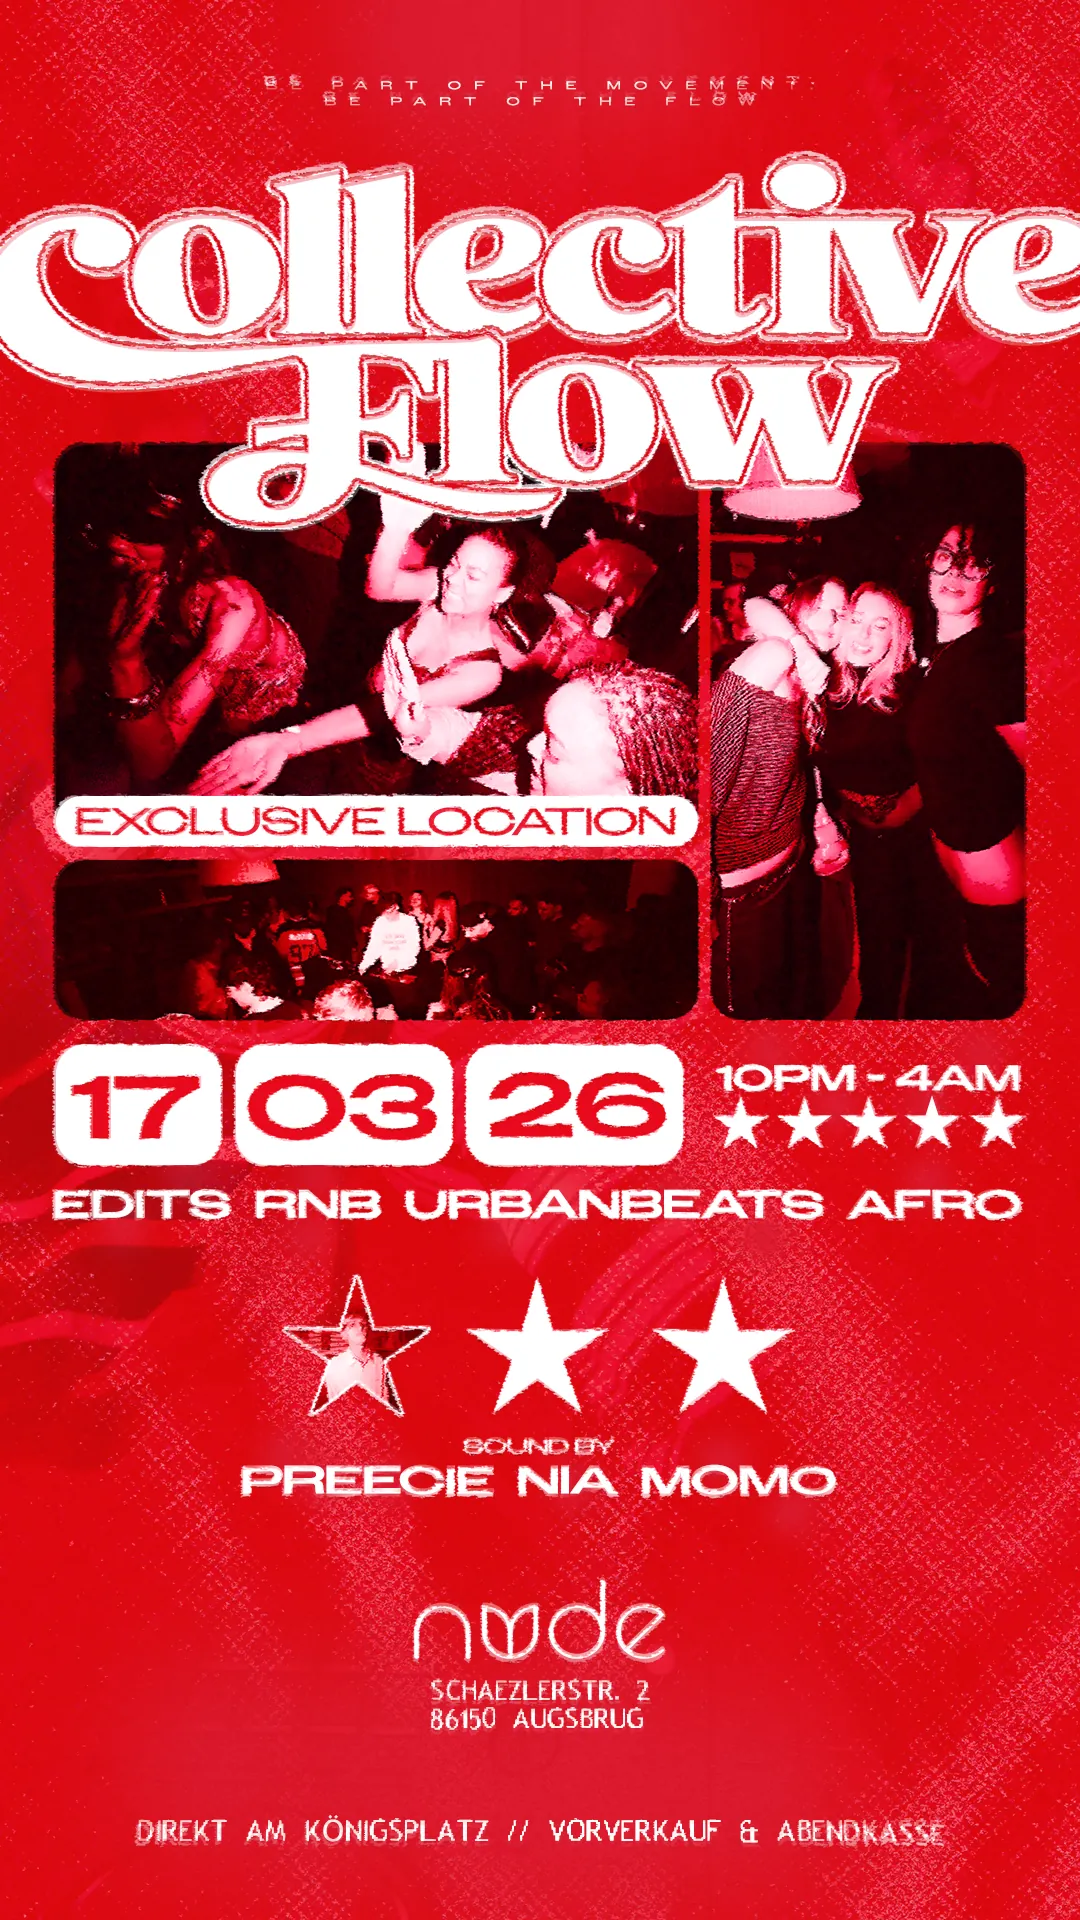 BE PART OF THE MOVEMENT:
BE PART OF THE FLOW
Collective
Flow
EXCLUSIVE LOCATION
17 03 26
10PM - 4AM
EDITS RNB URBANBEATS AFRO
SOUND BY
PREECIE NIA MOMO
node
SCHAEZLERSTR. 2
86150 AUGSBRUG
DIREKT AM KÖNIGSPLATZ // VORVERKAUF & ABENDKASSE